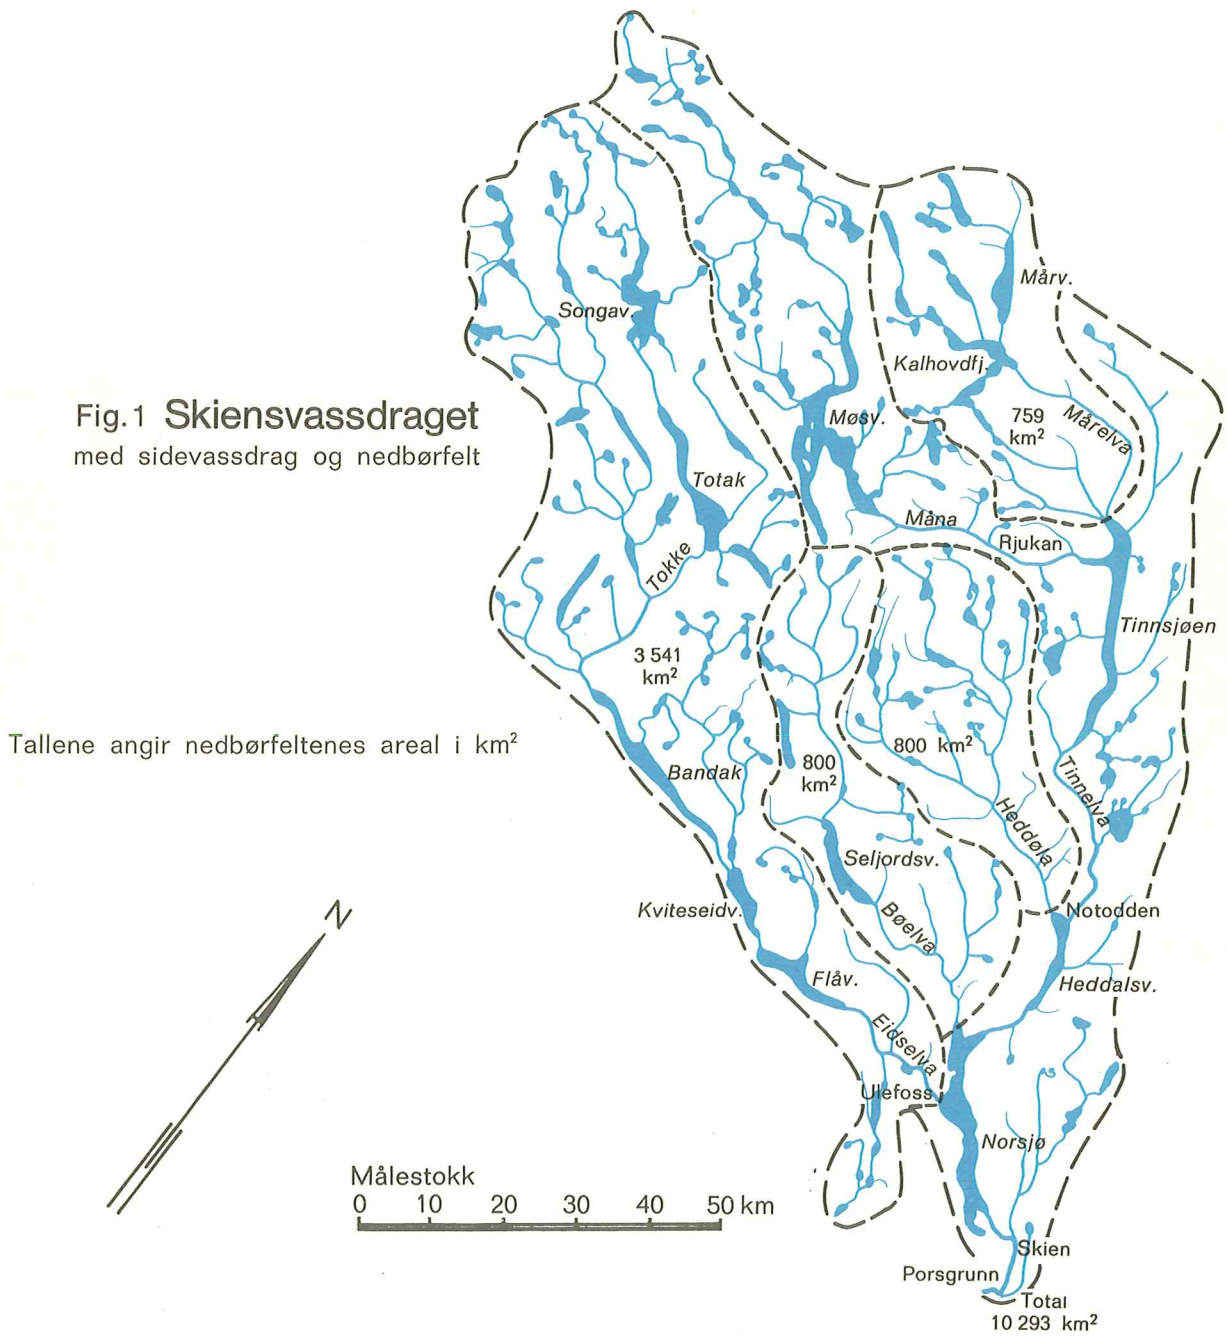 Fig.1 Skiensvassdraget
med sidevassdrag og nedbørfelt
Tallene angir nedbørfeltenes areal i km²
Mårv.
Songav.
Kalhovdfj.
Møsv.
759
km²
Mårelva
Totak
Måna
Rjukan
Tokke
Tinnsjøen
3 541
km²
800 km²
800
km²
Bandak
Tinnelva
Heddøla
Seljordsv.
Kviteseidv.
Bøelva
Notodden
Flåv.
Heddalsv.
Eidselva
Ulefoss
Norsjø
N
Målestokk
0 10 20 30 40 50 km
Skien
Porsgrunn
Total
10 293 km²